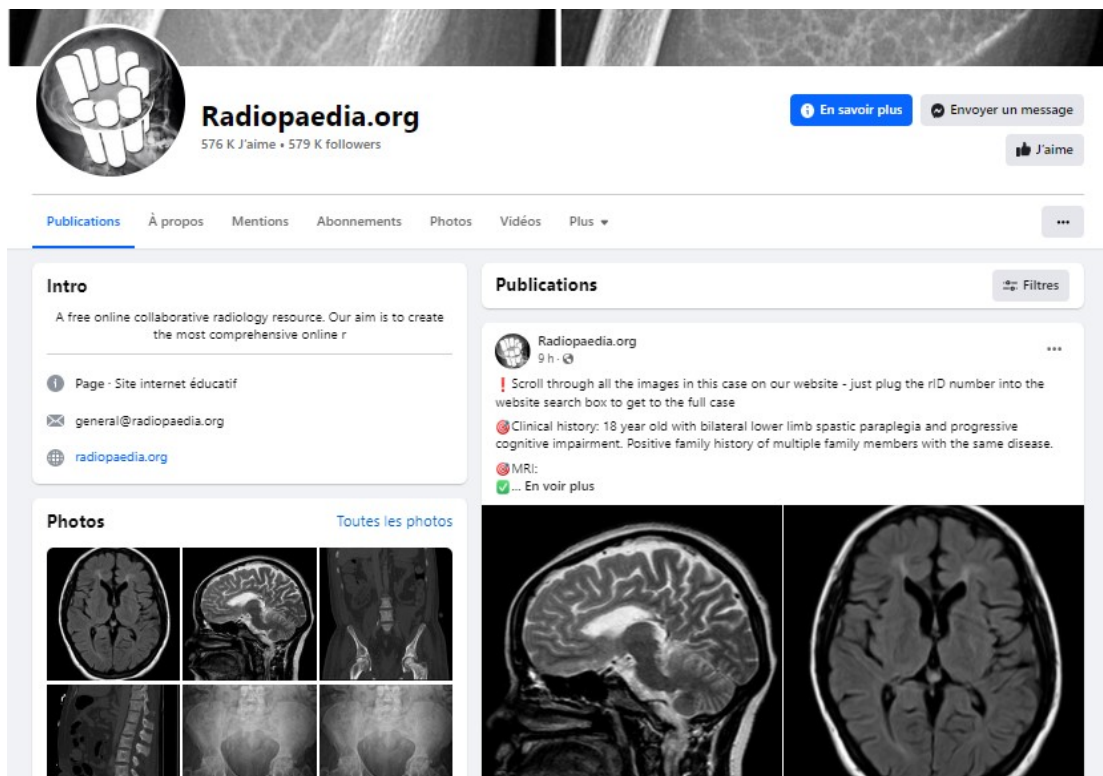 Radiopaedia.org
576 K J'aime • 579 K followers
En savoir plus
Envoyer un message
J'aime
Publications
À propos
Mentions
Abonnements
Photos
Vidéos
Plus
Intro
A free online collaborative radiology resource. Our aim is to create
the most comprehensive online r
Page · Site internet éducatif
general@radiopaedia.org
radiopaedia.org
Photos
Toutes les photos
Publications
Filtres
Radiopaedia.org
9 h ·
❗ Scroll through all the images in this case on our website - just plug the rID number into the
website search box to get to the full case
🎯Clinical history: 18 year old with bilateral lower limb spastic paraplegia and progressive
cognitive impairment. Positive family history of multiple family members with the same disease.
🎯MRI:
✅... En voir plus